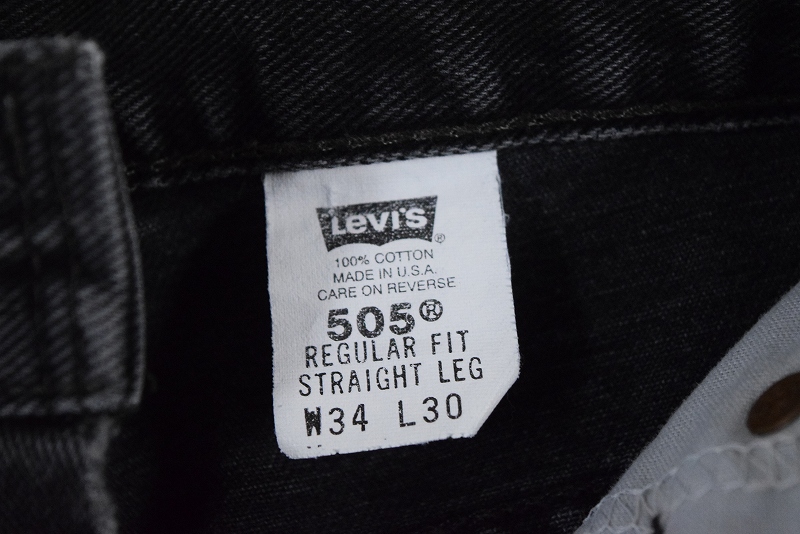 Levi's ®
100% COTTON
MADE IN U.S.A.
CARE ON REVERSE
505®
REGULAR FIT
STRAIGHT LEG
W34 L30